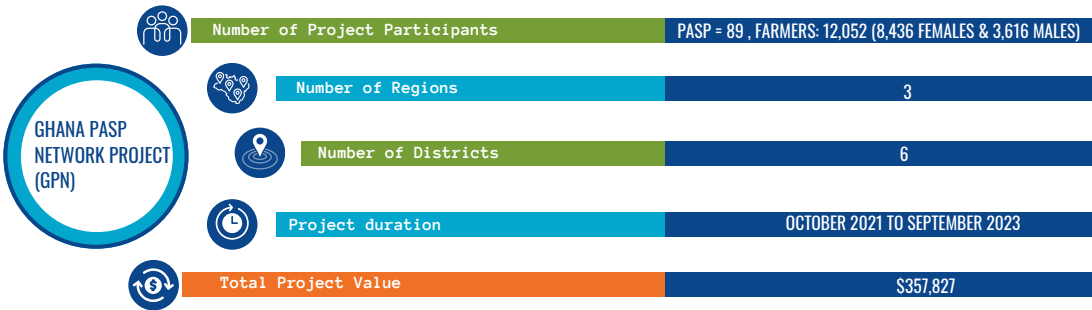 GHANA PASP
NETWORK PROJECT
(GPN)
Number of Project Participants
PASP = 89 , FARMERS: 12,052 (8,436 FEMALES & 3,616 MALES)
Number of Regions
3
Number of Districts
6
Project duration
OCTOBER 2021 TO SEPTEMBER 2023
$
Total Project Value
$357,827